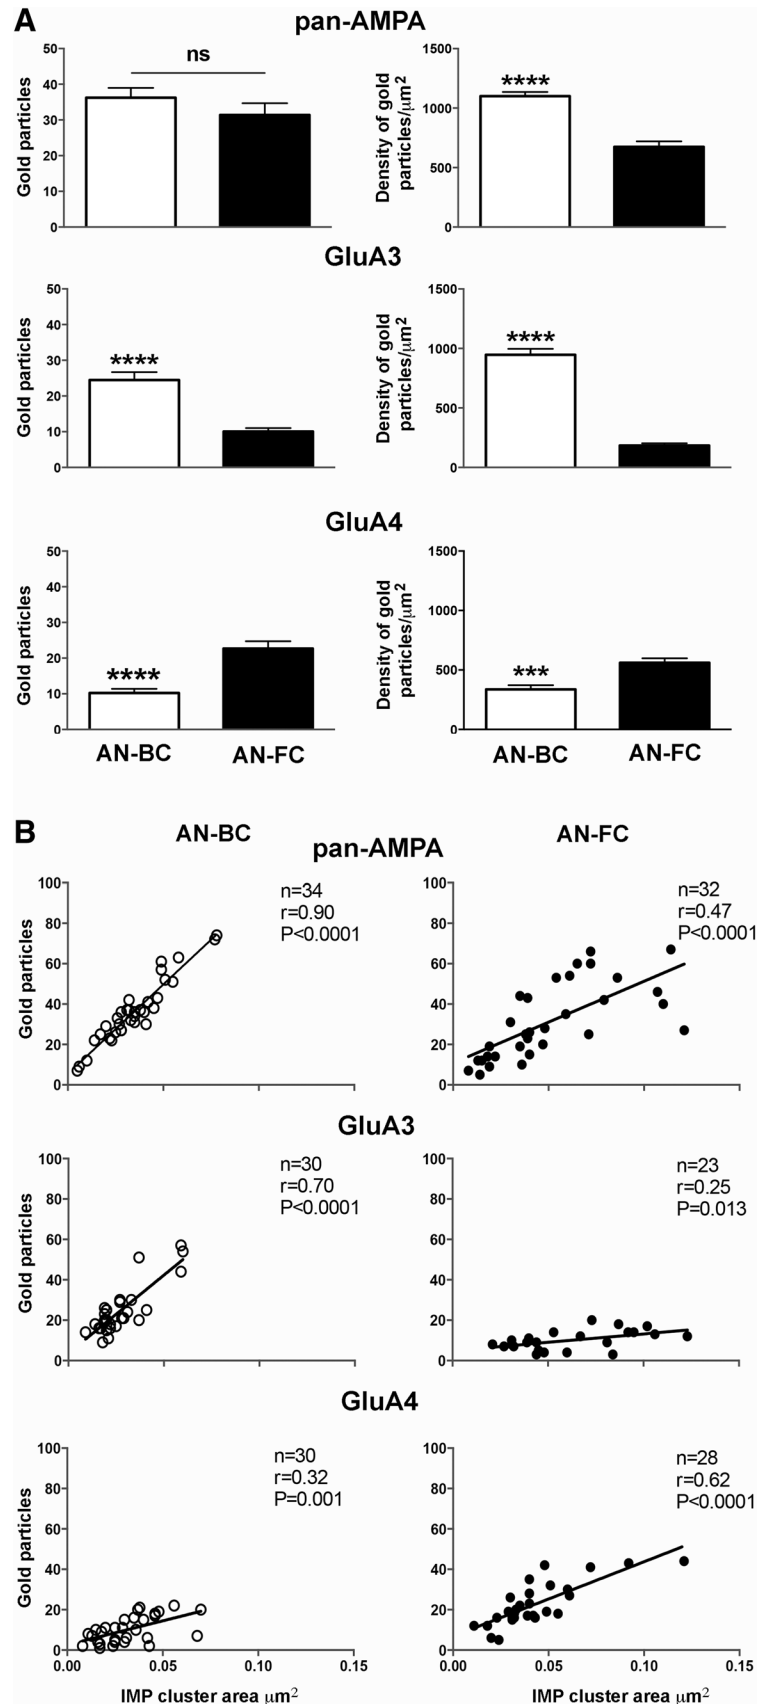 A
pan-AMPA
50
40
30
20
10
0
Gold particles
ns
1500
1000
500
0
Density of gold
particles/μm2
****
GluA3
50
40
30
20
10
0
Gold particles
****
1500
1000
500
0
Density of gold
particles/μm2
****
GluA4
50
40
30
20
10
0
Gold particles
****
1500
1000
500
0
Density of gold
particles/μm2
***
AN-BC AN-FC AN-BC AN-FC
B
AN-BC AN-FC
pan-AMPA
100
80
60
40
20
0
Gold particles
n=34
r=0.90
P<0.0001
100
80
60
40
20
0
n=32
r=0.47
P<0.0001
GluA3
100
80
60
40
20
0
Gold particles
n=30
r=0.70
P<0.0001
100
80
60
40
20
0
n=23
r=0.25
P=0.013
GluA4
100
80
60
40
20
0
Gold particles
n=30
r=0.32
P=0.001
100
80
60
40
20
0
n=28
r=0.62
P<0.0001
0.00 0.05 0.10 0.15 0.00 0.05 0.10 0.15
IMP cluster area μm2 IMP cluster area μm2